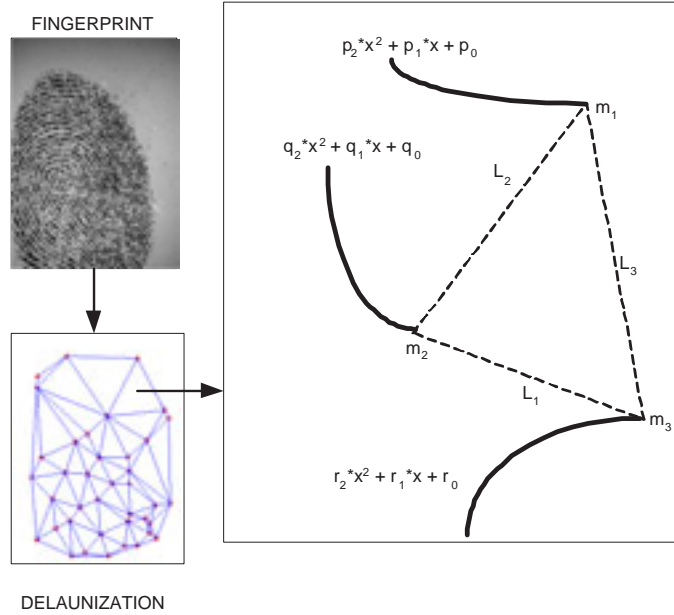 FINGERPRINT
p₂*x² + p₁*x + p₀
m₁
q₂*x² + q₁*x + q₀
L₂
L₃
m₂
L₁
m₃
r₂*x² + r₁*x + r₀
DELAUNIZATION